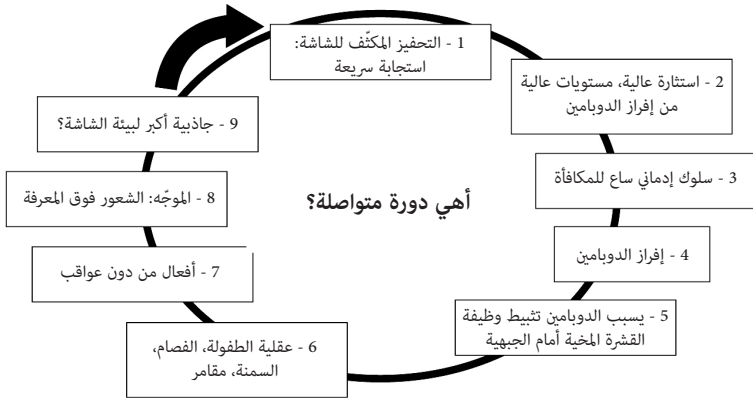 1 - التحفيز المكثّف للشاشة:
استجابة سريعة
2 - استثارة عالية، مستويات عالية
من إفراز الدوبامين
3 - سلوك إدماني ساع للمكافأة
4 - إفراز الدوبامين
5 - يسبب الدوبامين تثبيط وظيفة
القشرة المخية أمام الجبهية
6 - عقلية الطفولة، الفصام،
السمنة، مقامر
7 - أفعال من دون عواقب
8 - الموجّه: الشعور فوق المعرفة
9 - جاذبية أكبر لبيئة الشاشة؟
أهي دورة متواصلة؟